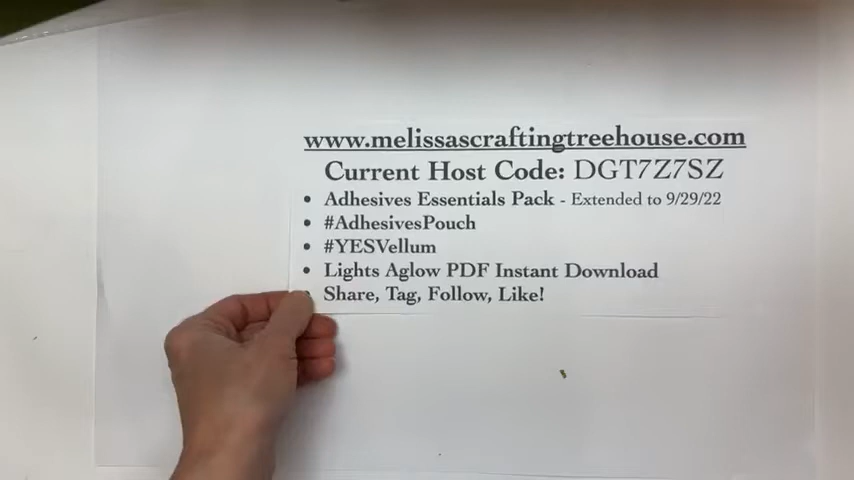 www.melissascraftingtreehouse.com
Current Host Code: DGT7Z7SZ
• Adhesives Essentials Pack - Extended to 9/29/22
• #AdhesivesPouch
• #YESVellum
• Lights Aglow PDF Instant Download
• Share, Tag, Follow, Like!